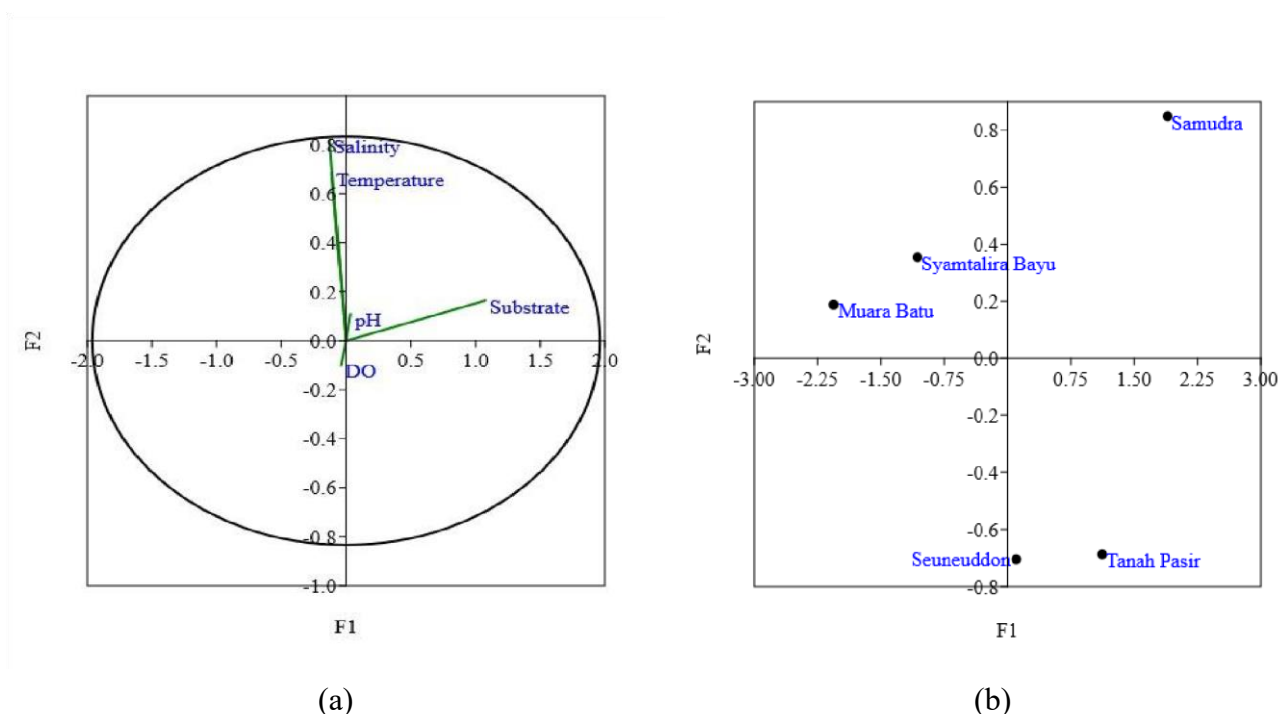 0.8
Salinity
Temperature
0.6
0.4
0.2
pH
Substrate
0.0
-2.0
-1.5
-1.0
-0.5
0.5
1.0
1.5
2.0
DO
-0.2
-0.4
-0.6
-0.8
-1.0
F2
F1
(a)
0.8
Samudra
0.6
0.4
Syamtalira Bayu
0.2
Muara Batu
0.0
-3.00
-2.25
-1.50
-0.75
0.75
1.50
2.25
3.00
-0.2
-0.4
-0.6
Seuneuddon
Tanah Pasir
-0.8
F2
F1
(b)